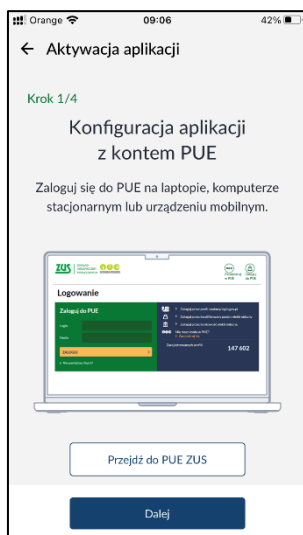 Orange 09:06 42%
Aktywacja aplikacji
Krok 1/4
Konfiguracja aplikacji
z kontem PUE
Zaloguj się do PUE na laptopie, komputerze
stacjonarnym lub urządzeniu mobilnym.
ZUS
Logowanie
Zaloguj do PUE
147 602
Przejdź do PUE ZUS
Dalej